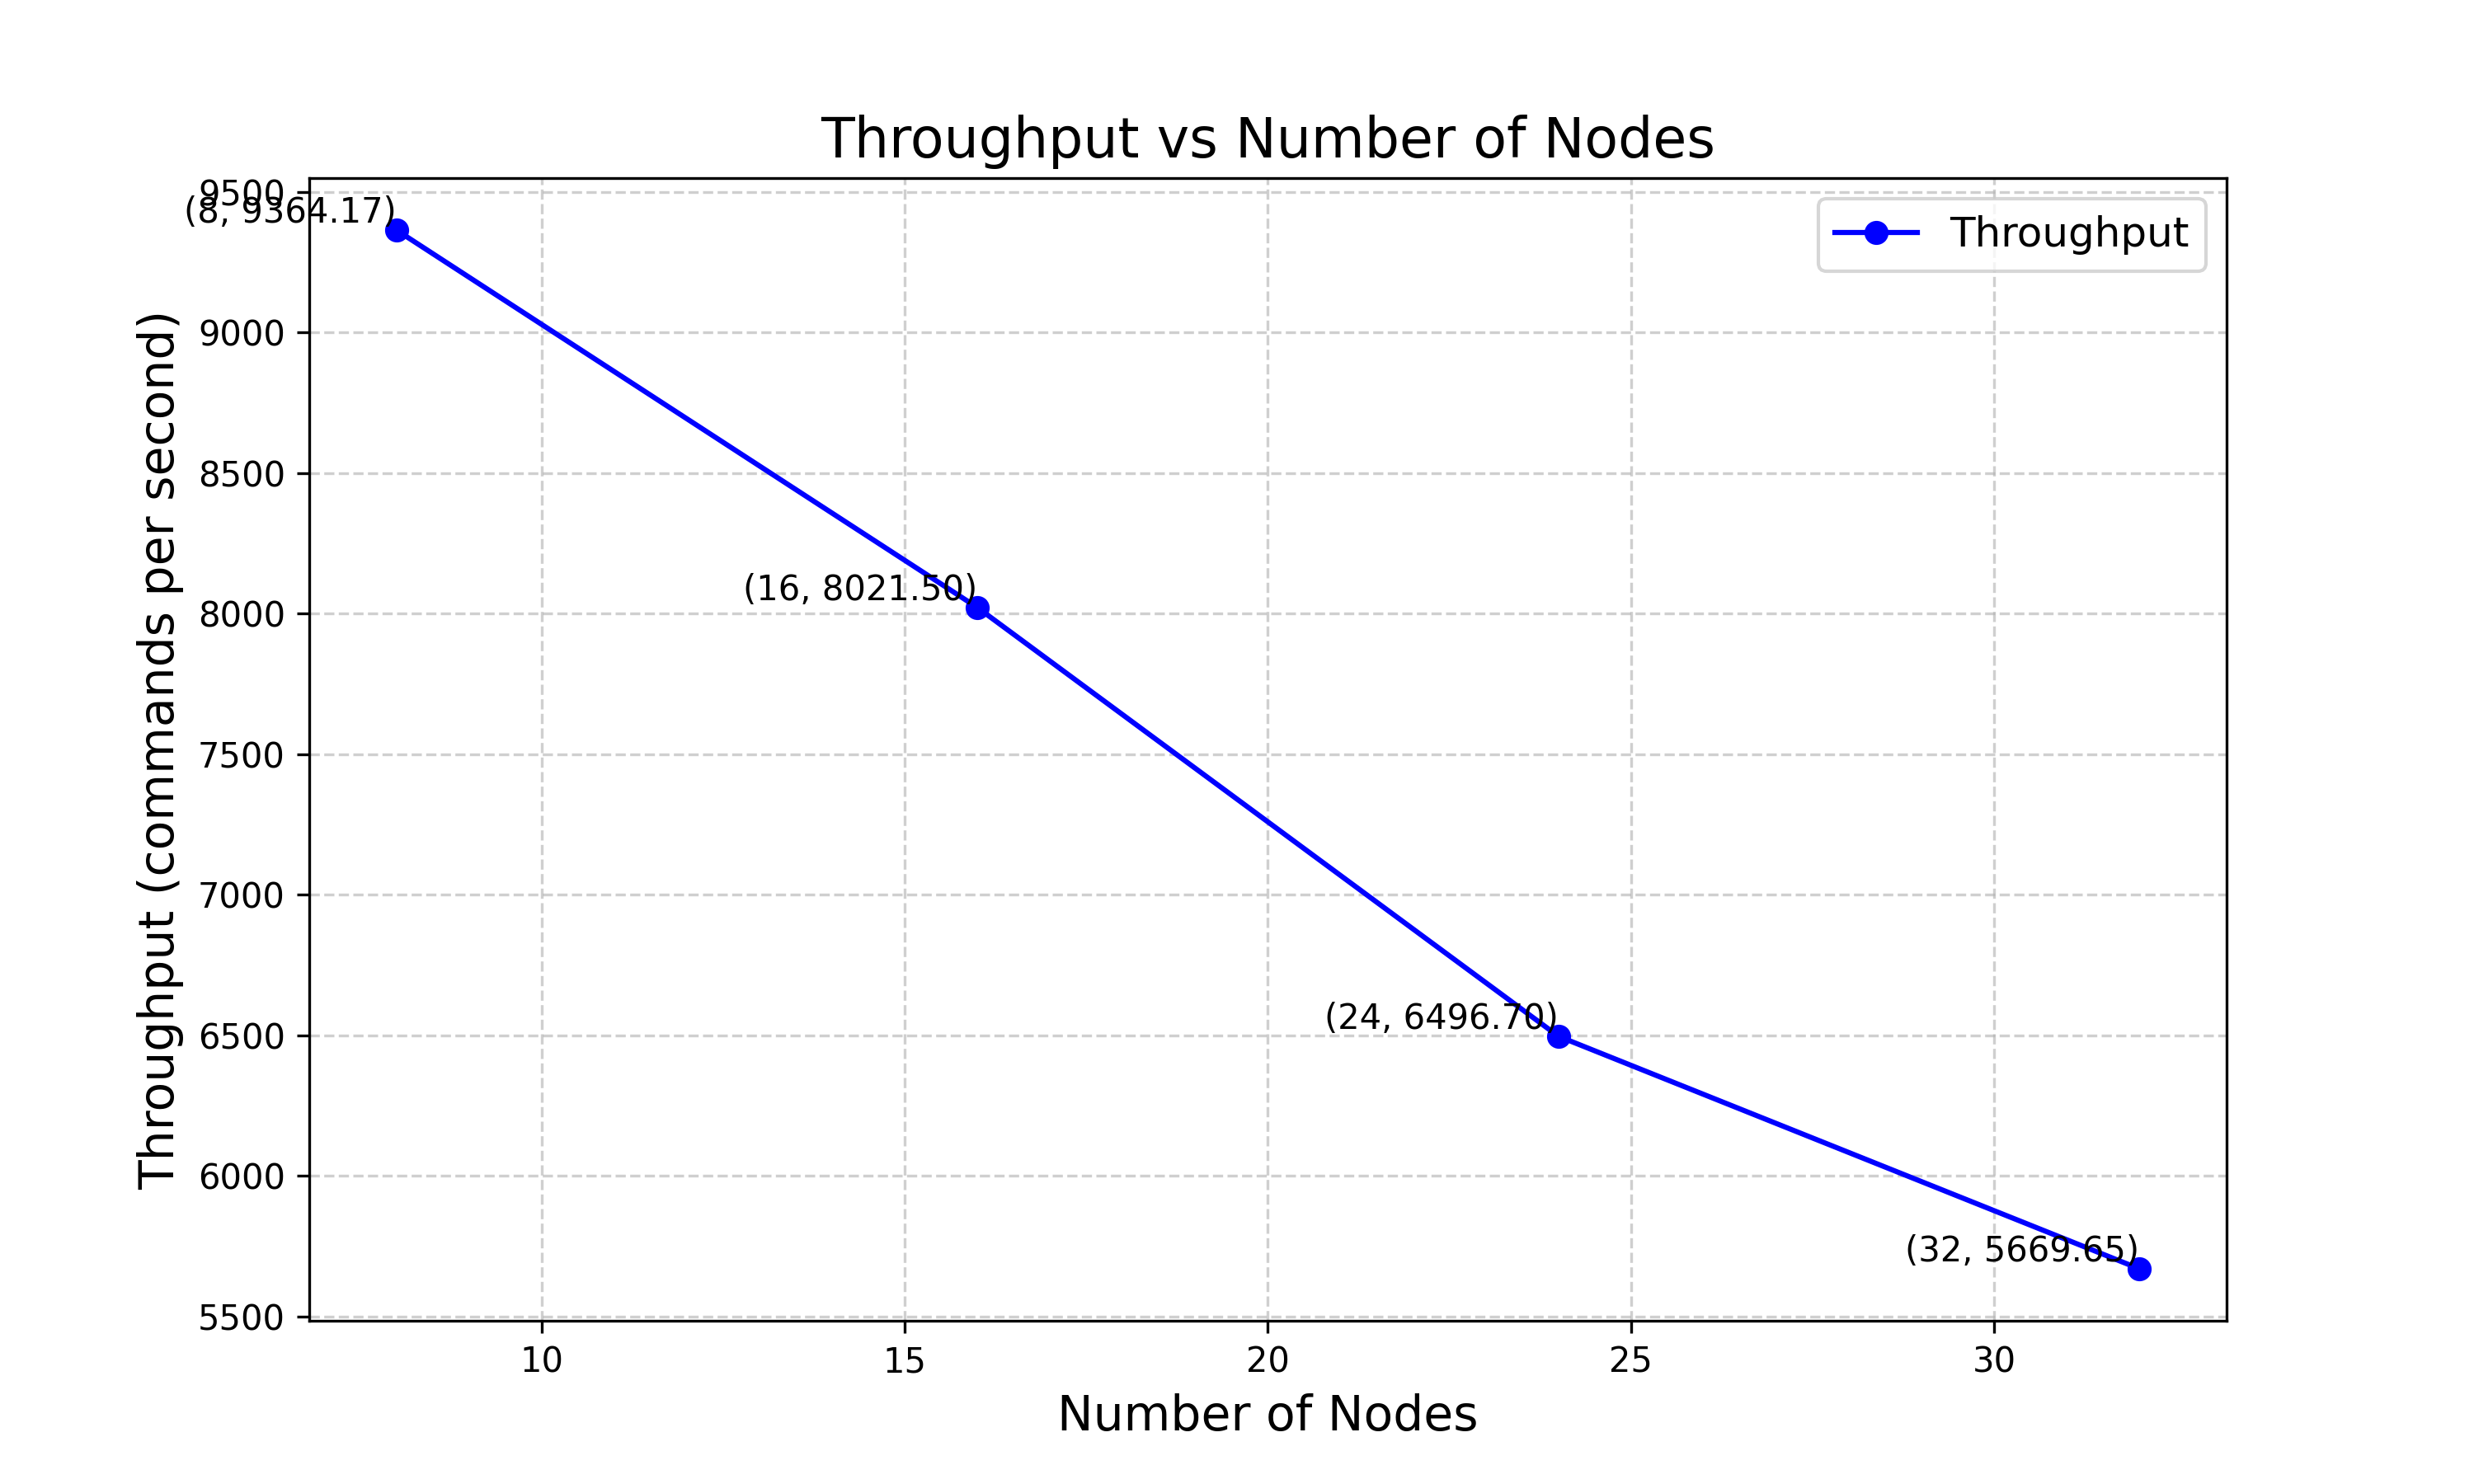 Throughput vs Number of Nodes
Throughput
Throughput (commands per second)
9500
9000
8500
8000
7500
7000
6500
6000
5500
(8, 9364.17)
(16, 8021.50)
(24, 6496.70)
(32, 5669.65)
10 15 20 25 30
Number of Nodes